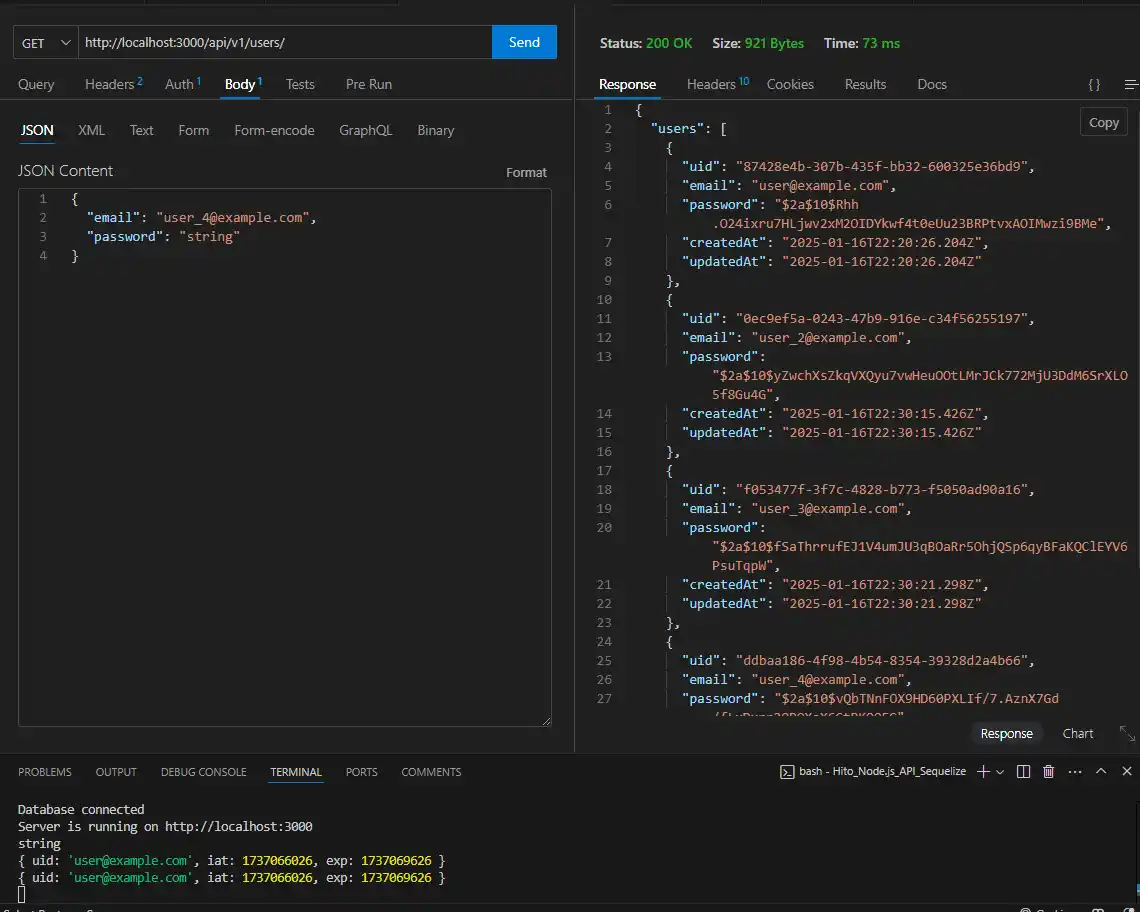 GET http://localhost:3000/api/v1/users/ Send
Status: 200 OK Size: 921 Bytes Time: 73 ms
Query Headers 2 Auth 1 Body 1 Tests Pre Run
Response Headers 10 Cookies Results Docs { }
JSON XML Text Form Form-encode GraphQL Binary
JSON Content Format
1 {
2 "email": "user_4@example.com",
3 "password": "string"
4 }
Copy
1 {
2 "users": [
3 {
4 "uid": "87428e4b-307b-435f-bb32-600325e36bd9",
5 "email": "user@example.com",
6 "password": "$2a$10$Rhh
.O24ixru7HLjwv2xM2OIDYkwf4t0eUu23BRPtvxAOIMwzi9BMe",
7 "createdAt": "2025-01-16T22:20:26.204Z",
8 "updatedAt": "2025-01-16T22:20:26.204Z"
9 },
10 {
11 "uid": "0ec9ef5a-0243-47b9-916e-c34f56255197",
12 "email": "user_2@example.com",
13 "password":
"$2a$10$yZwchXsZkqVXQyu7vwHeuOOtLMrJCk772MjU3DdM6SrXLO
5f8Gu4G",
14 "createdAt": "2025-01-16T22:30:15.426Z",
15 "updatedAt": "2025-01-16T22:30:15.426Z"
16 },
17 {
18 "uid": "f053477f-3f7c-4828-b773-f5050ad90a16",
19 "email": "user_3@example.com",
20 "password":
"$2a$10$fSaThrrufEJ1V4umJU3qBOaRr5OhjQSp6qyBFaKQClEYV6
PsuTqpW",
21 "createdAt": "2025-01-16T22:30:21.298Z",
22 "updatedAt": "2025-01-16T22:30:21.298Z"
23 },
24 {
25 "uid": "ddbaa186-4f98-4b54-8354-39328d2a4b66",
26 "email": "user_4@example.com",
27 "password": "$2a$10$vQbTNnFOX9HD60PXLIf/7.AznX7Gd
Response Chart
PROBLEMS OUTPUT DEBUG CONSOLE TERMINAL PORTS COMMENTS
bash - Hito_Node.js_API_Sequelize
Database connected
Server is running on http://localhost:3000
string
{ uid: 'user@example.com', iat: 1737066026, exp: 1737069626 }
{ uid: 'user@example.com', iat: 1737066026, exp: 1737069626 }